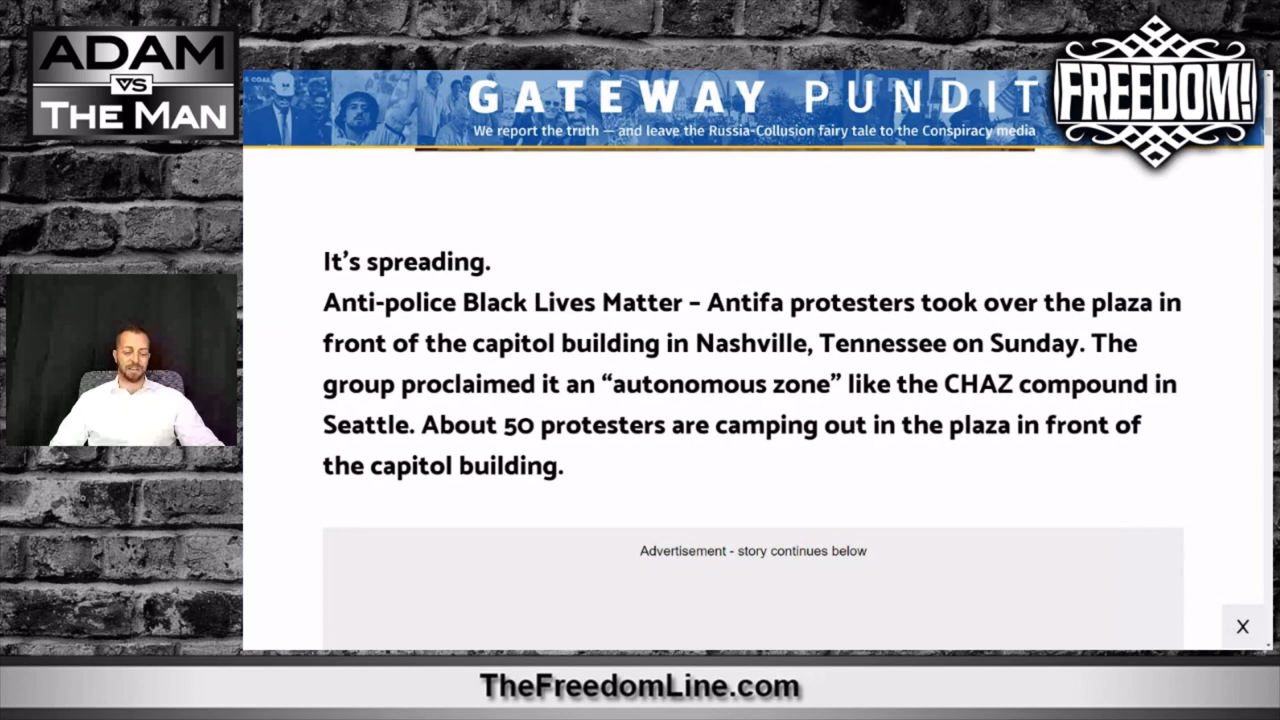 ADAM
VS
THE MAN
S COAL
GATEWAY PUNDIT
We report the truth — and leave the Russia-Collusion fairy tale to the Conspiracy media
FREEDOM!
It’s spreading.
Anti-police Black Lives Matter – Antifa protesters took over the plaza in
front of the capitol building in Nashville, Tennessee on Sunday. The
group proclaimed it an “autonomous zone” like the CHAZ compound in
Seattle. About 50 protesters are camping out in the plaza in front of
the capitol building.
Advertisement - story continues below
X
TheFreedomLine.com